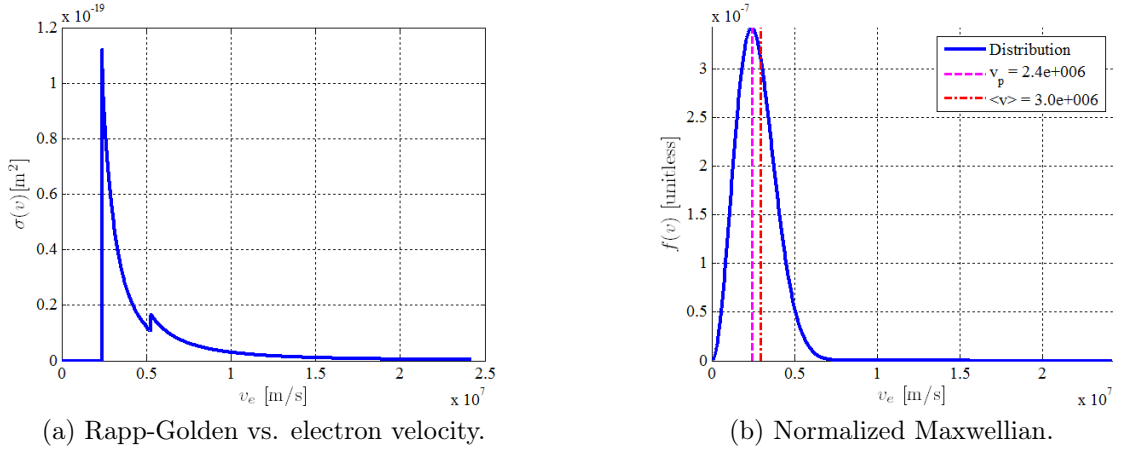 x 10^-19
1.2
1
0.8
0.6
0.4
0.2
0
σ(v)[m^2]
0 0.5 1 1.5 2 2.5
x 10^7
v_e [m/s]
(a) Rapp-Golden vs. electron velocity.
x 10^-7
3.5
3
2.5
2
1.5
1
0.5
0
f(v) [unitless]
Distribution
v_p = 2.4e+006
<v> = 3.0e+006
0 0.5 1 1.5 2
x 10^7
v_e [m/s]
(b) Normalized Maxwellian.